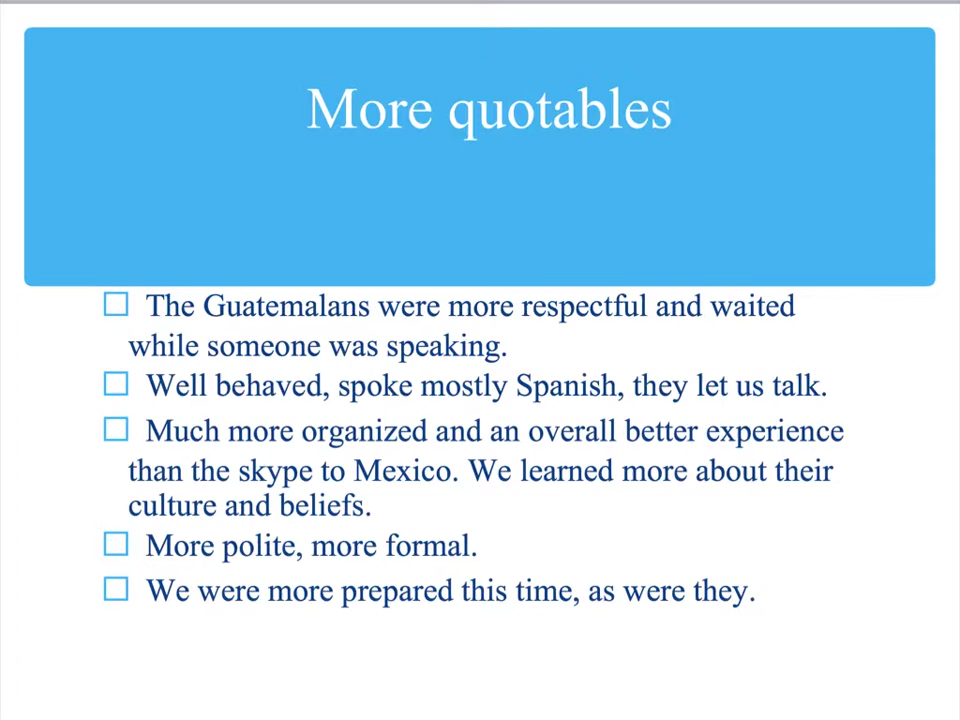 More quotables
The Guatemalans were more respectful and waited
while someone was speaking.
Well behaved, spoke mostly Spanish, they let us talk.
Much more organized and an overall better experience
than the skype to Mexico. We learned more about their
culture and beliefs.
More polite, more formal.
We were more prepared this time, as were they.